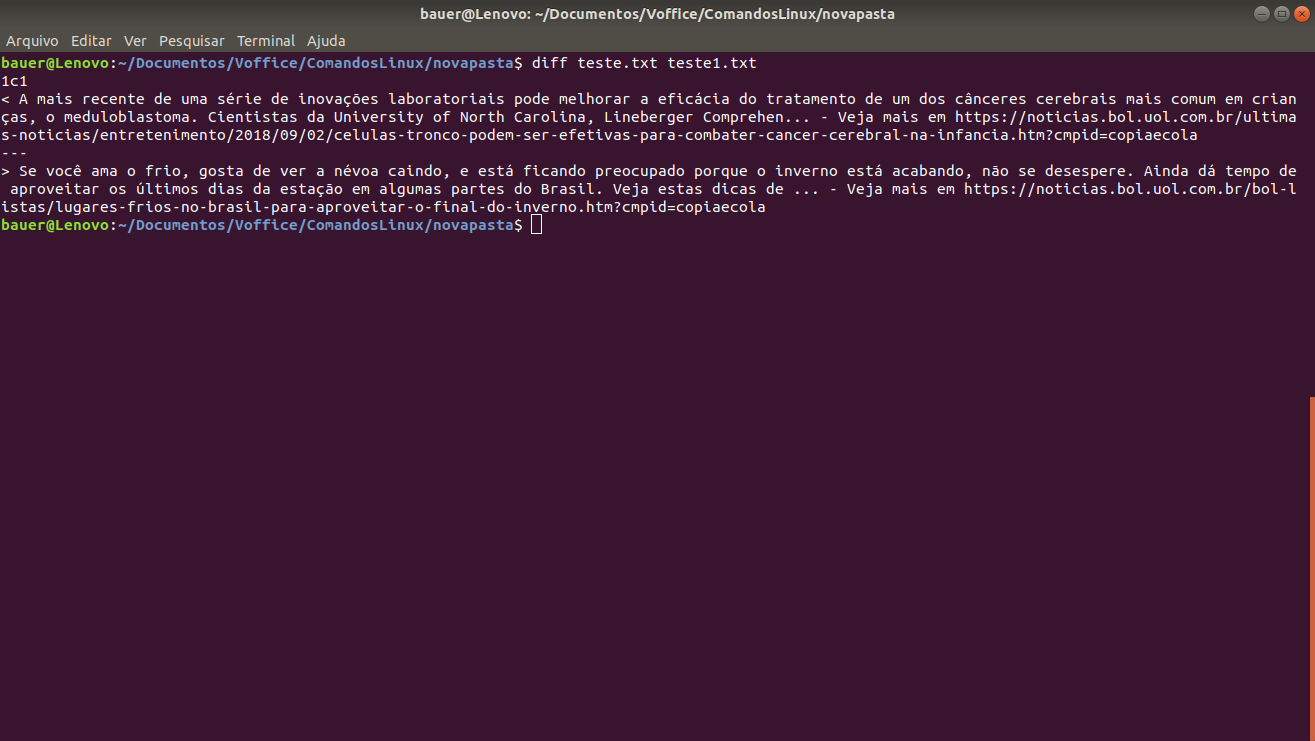 bauer@Lenovo: ~/Documentos/Voffice/ComandosLinux/novapasta
Arquivo Editar Ver Pesquisar Terminal Ajuda
bauer@Lenovo:~/Documentos/Voffice/ComandosLinux/novapasta$ diff teste.txt teste1.txt
1c1
< A mais recente de uma série de inovações laboratoriais pode melhorar a eficácia do tratamento de um dos cânceres cerebrais mais comum em crian
ças, o meduloblastoma. Cientistas da University of North Carolina, Lineberger Comprehen... - Veja mais em https://noticias.bol.uol.com.br/ultima
s-noticias/entretenimento/2018/09/02/celulas-tronco-podem-ser-efetivas-para-combater-cancer-cerebral-na-infancia.htm?cmpid=copiaecola
---
> Se você ama o frio, gosta de ver a névoa caindo, e está ficando preocupado porque o inverno está acabando, não se desespere. Ainda dá tempo de
 aproveitar os últimos dias da estação em algumas partes do Brasil. Veja estas dicas de ... - Veja mais em https://noticias.bol.uol.com.br/bol-l
istas/lugares-frios-no-brasil-para-aproveitar-o-final-do-inverno.htm?cmpid=copiaecola
bauer@Lenovo:~/Documentos/Voffice/ComandosLinux/novapasta$